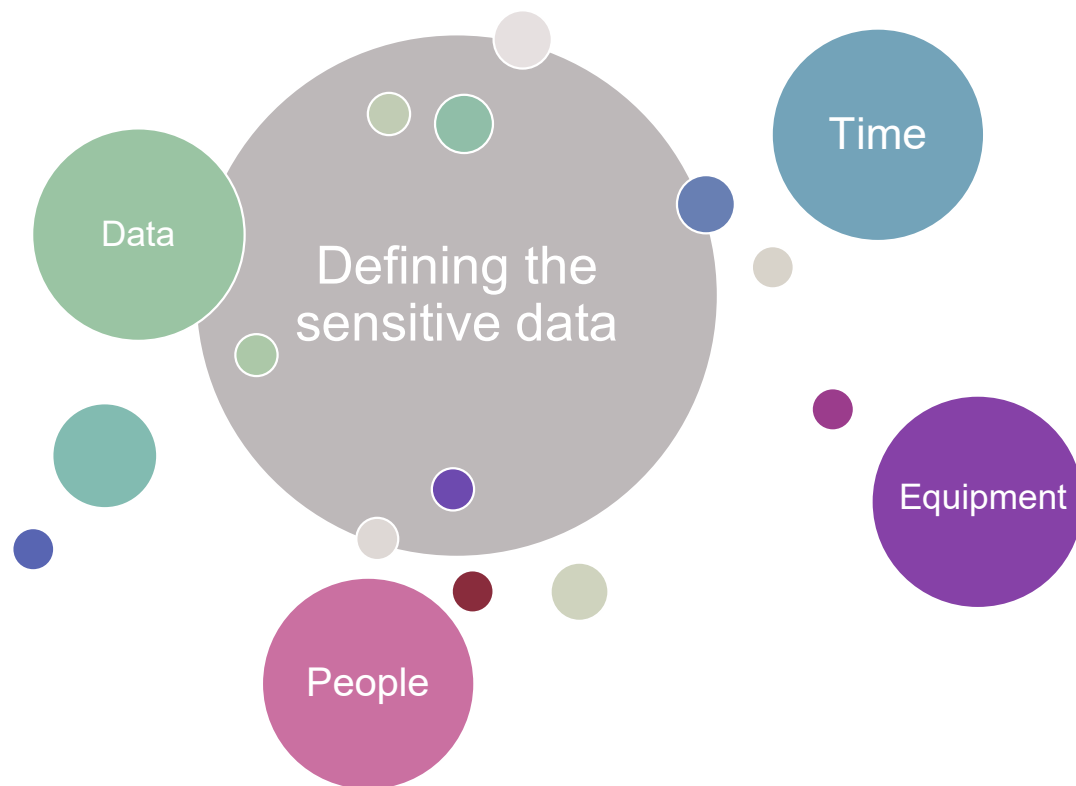 Time
Data
Defining the
sensitive data
Equipment
People